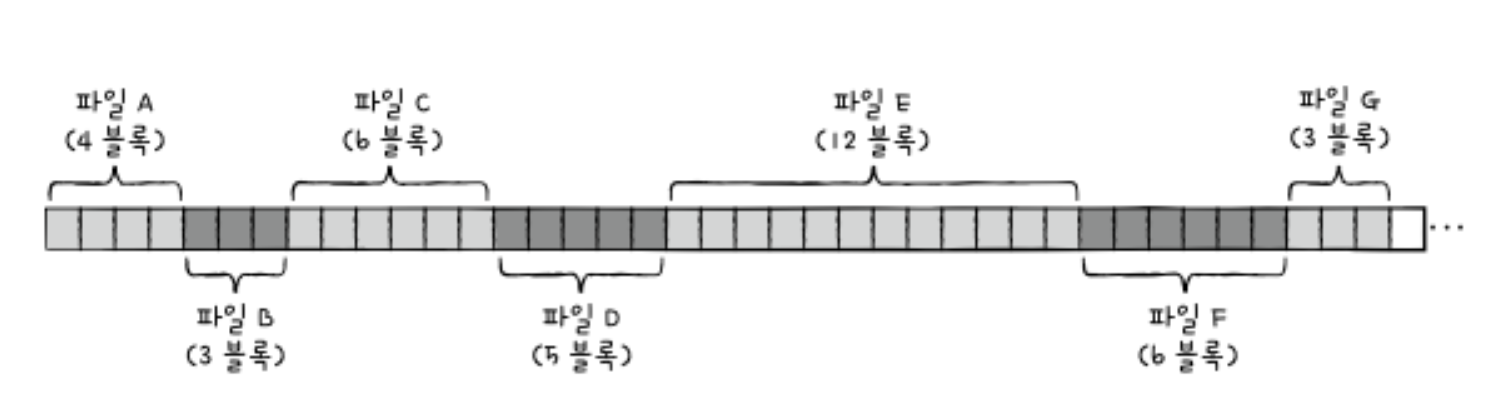 파일 A
(4 블록)
파일 C
(6 블록)
파일 E
(12 블록)
파일 G
(3 블록)
...
파일 B
(3 블록)
파일 D
(5 블록)
파일 F
(6 블록)